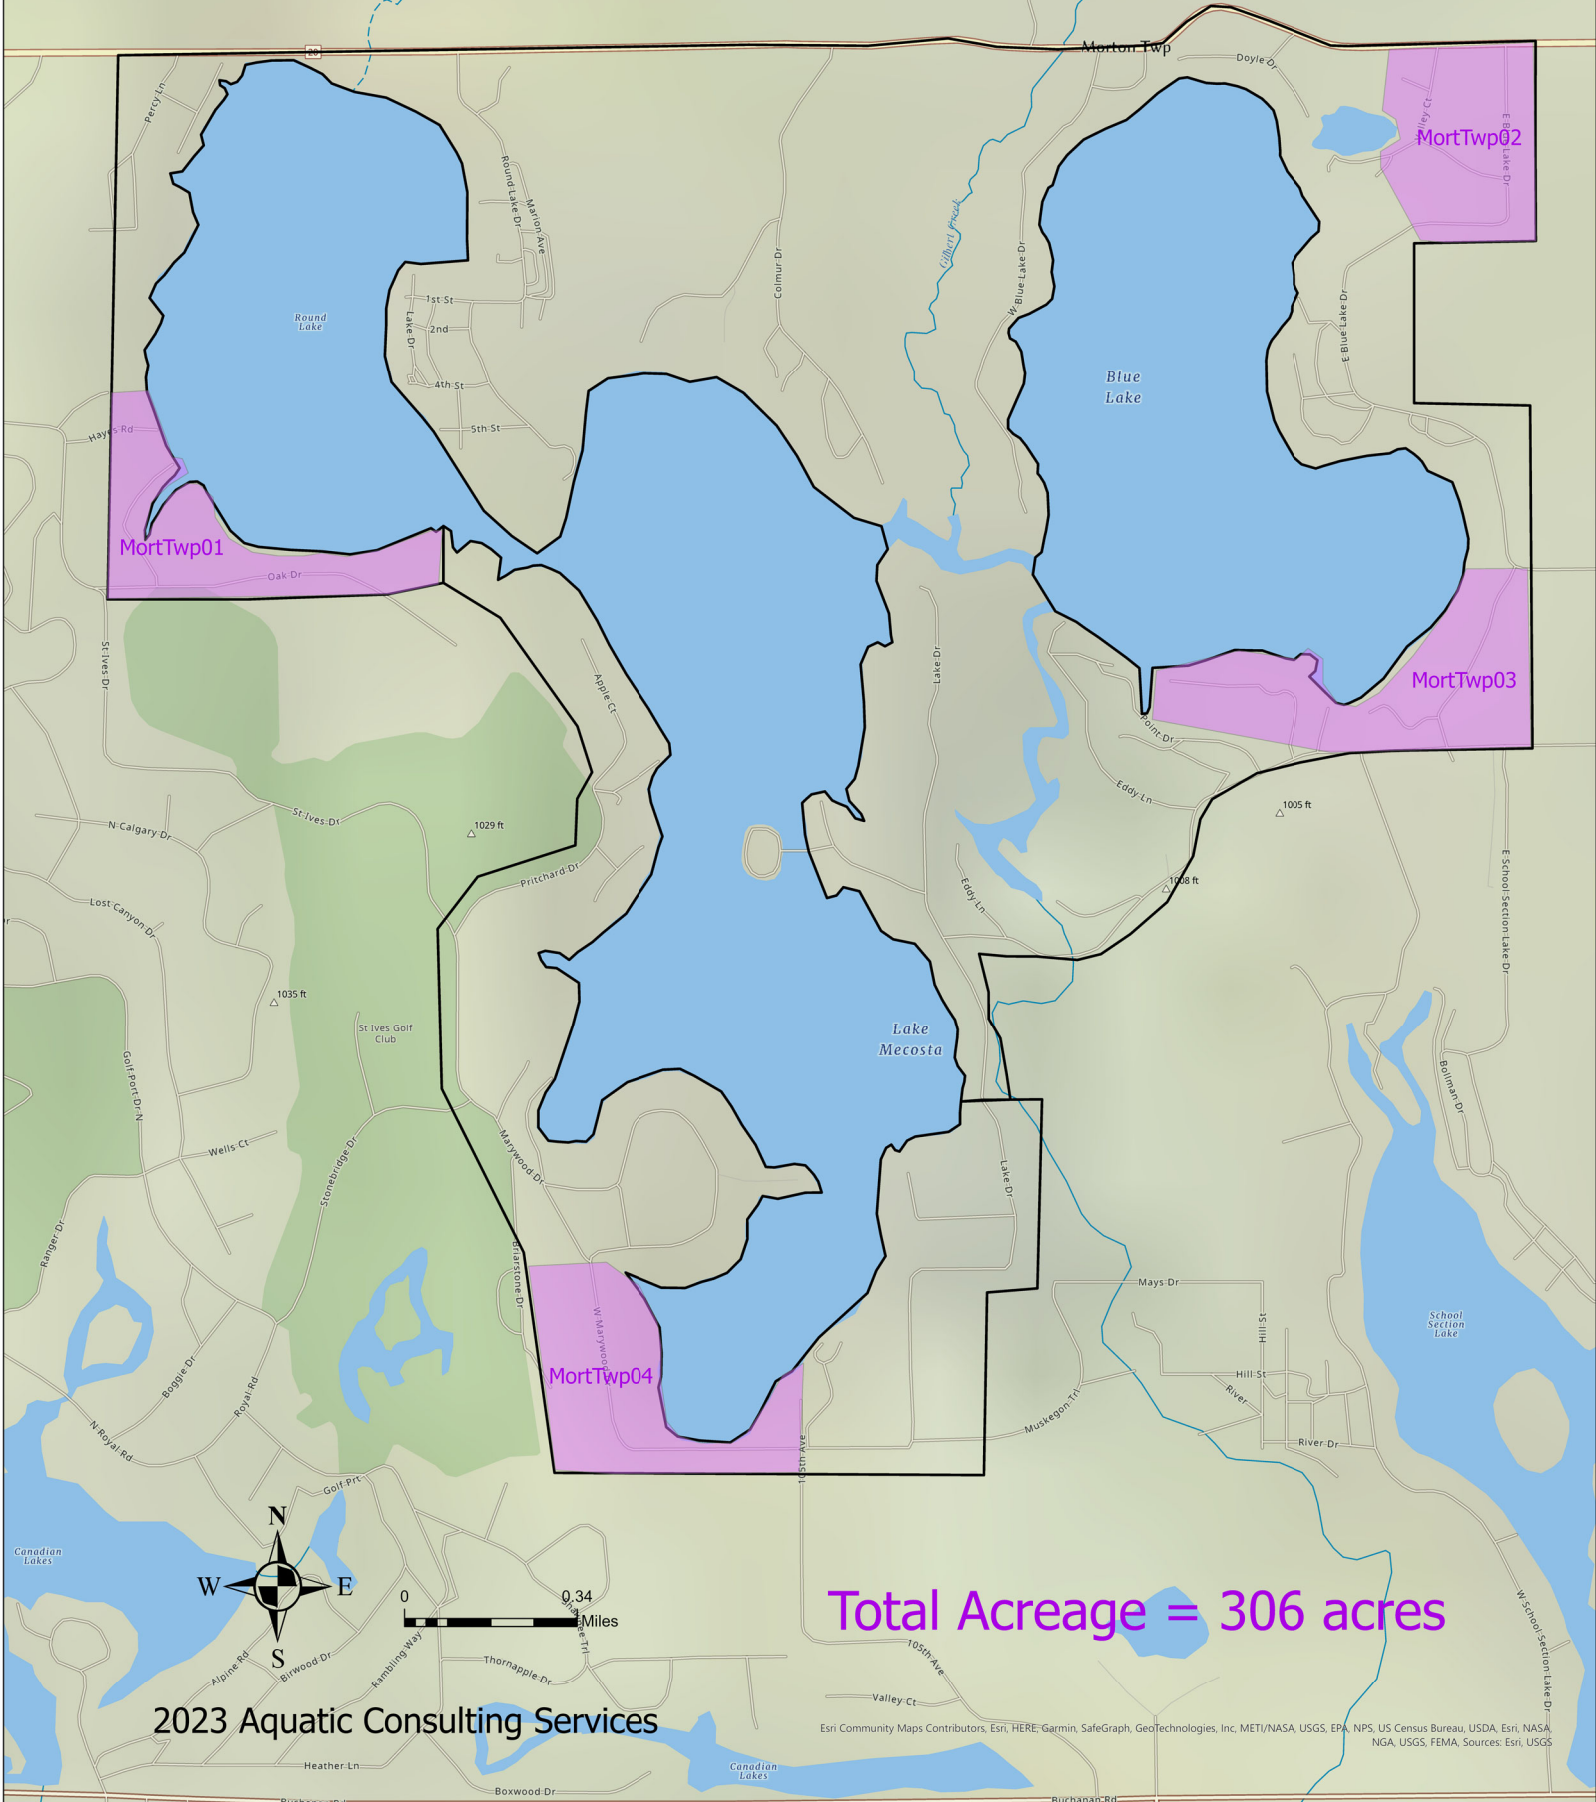 20
Morton Twp
Doyle Dr
Percy Ln
MortTwp02
Round Lake Dr
Marion Ave
Gilbert Creek
W Blue Lake Dr
Colmur Dr
E Blue Lake Dr
1st St
Round
Lake
Lake Dr
2nd
4th St
Blue
Lake
5th St
Hayes Rd
MortTwp01
Oak Dr
St Ives Dr
Lake Dr
Apple Ct
MortTwp03
Point Dr
Eddy Ln
1005 ft
St Ives Dr
N Calgary Dr
1029 ft
Pritchard Dr
1008 ft
Eddy Ln
Lost Canyon Dr
E School Section Lake Dr
1035 ft
St Ives Golf
Club
Lake
Mecosta
Golf Port Dr N
Bollman Dr
Wells Ct
Marywood Dr
Stonebridge Dr
Lake Dr
Ranger Dr
Briarstone Dr
Mays Dr
W Marywood Dr
Hill St
School
Section
Lake
MortTwp04
Boggie Dr
Royal Rd
Hill St
River
Muskegon Trl
N Royal Rd
105th Ave
River Dr
Golf Prt
N
W
E
S
Canadian
Lakes
0
0.34
Miles
Total Acreage = 306 acres
W School Section Lake Dr
Alpine Rd
Birwood Dr
Rambling Way
Thornapple Dr
105th Ave
Valley Ct
2023 Aquatic Consulting Services
Esri Community Maps Contributors, Esri, HERE, Garmin, SafeGraph, GeoTechnologies, Inc, METI/NASA, USGS, EPA, NPS, US Census Bureau, USDA, Esri, NASA,
NGA, USGS, FEMA, Sources: Esri, USGS
Heather Ln
Canadian
Lakes
Boxwood Dr
Buchanan Rd
Buchanan Rd